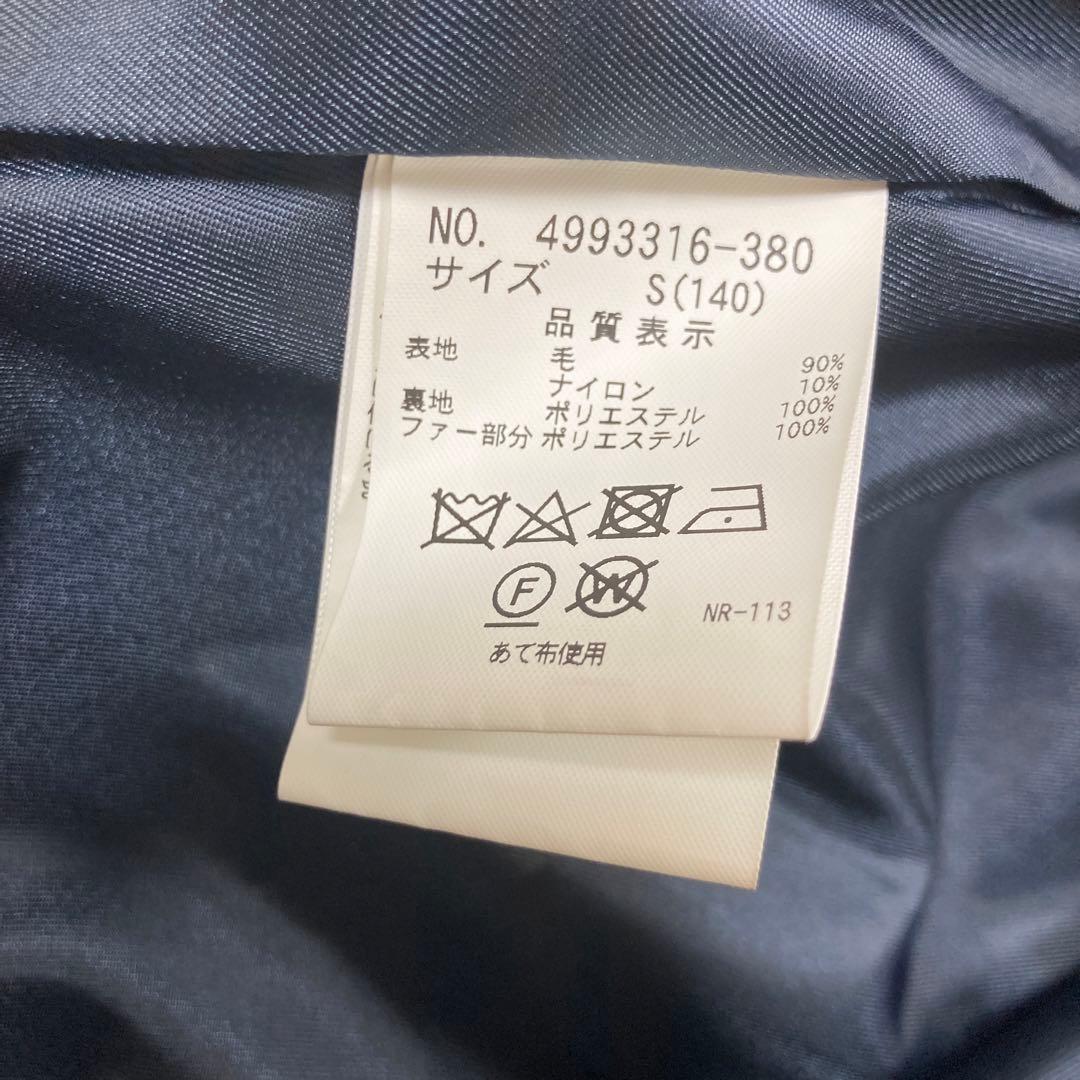 NO. 4993316-380
サイズ S(140)
品質表示
表地 毛 90%
ナイロン 10%
裏地 ポリエステル 100%
ファー部分 ポリエステル 100%
F W
NR-113
あて布使用